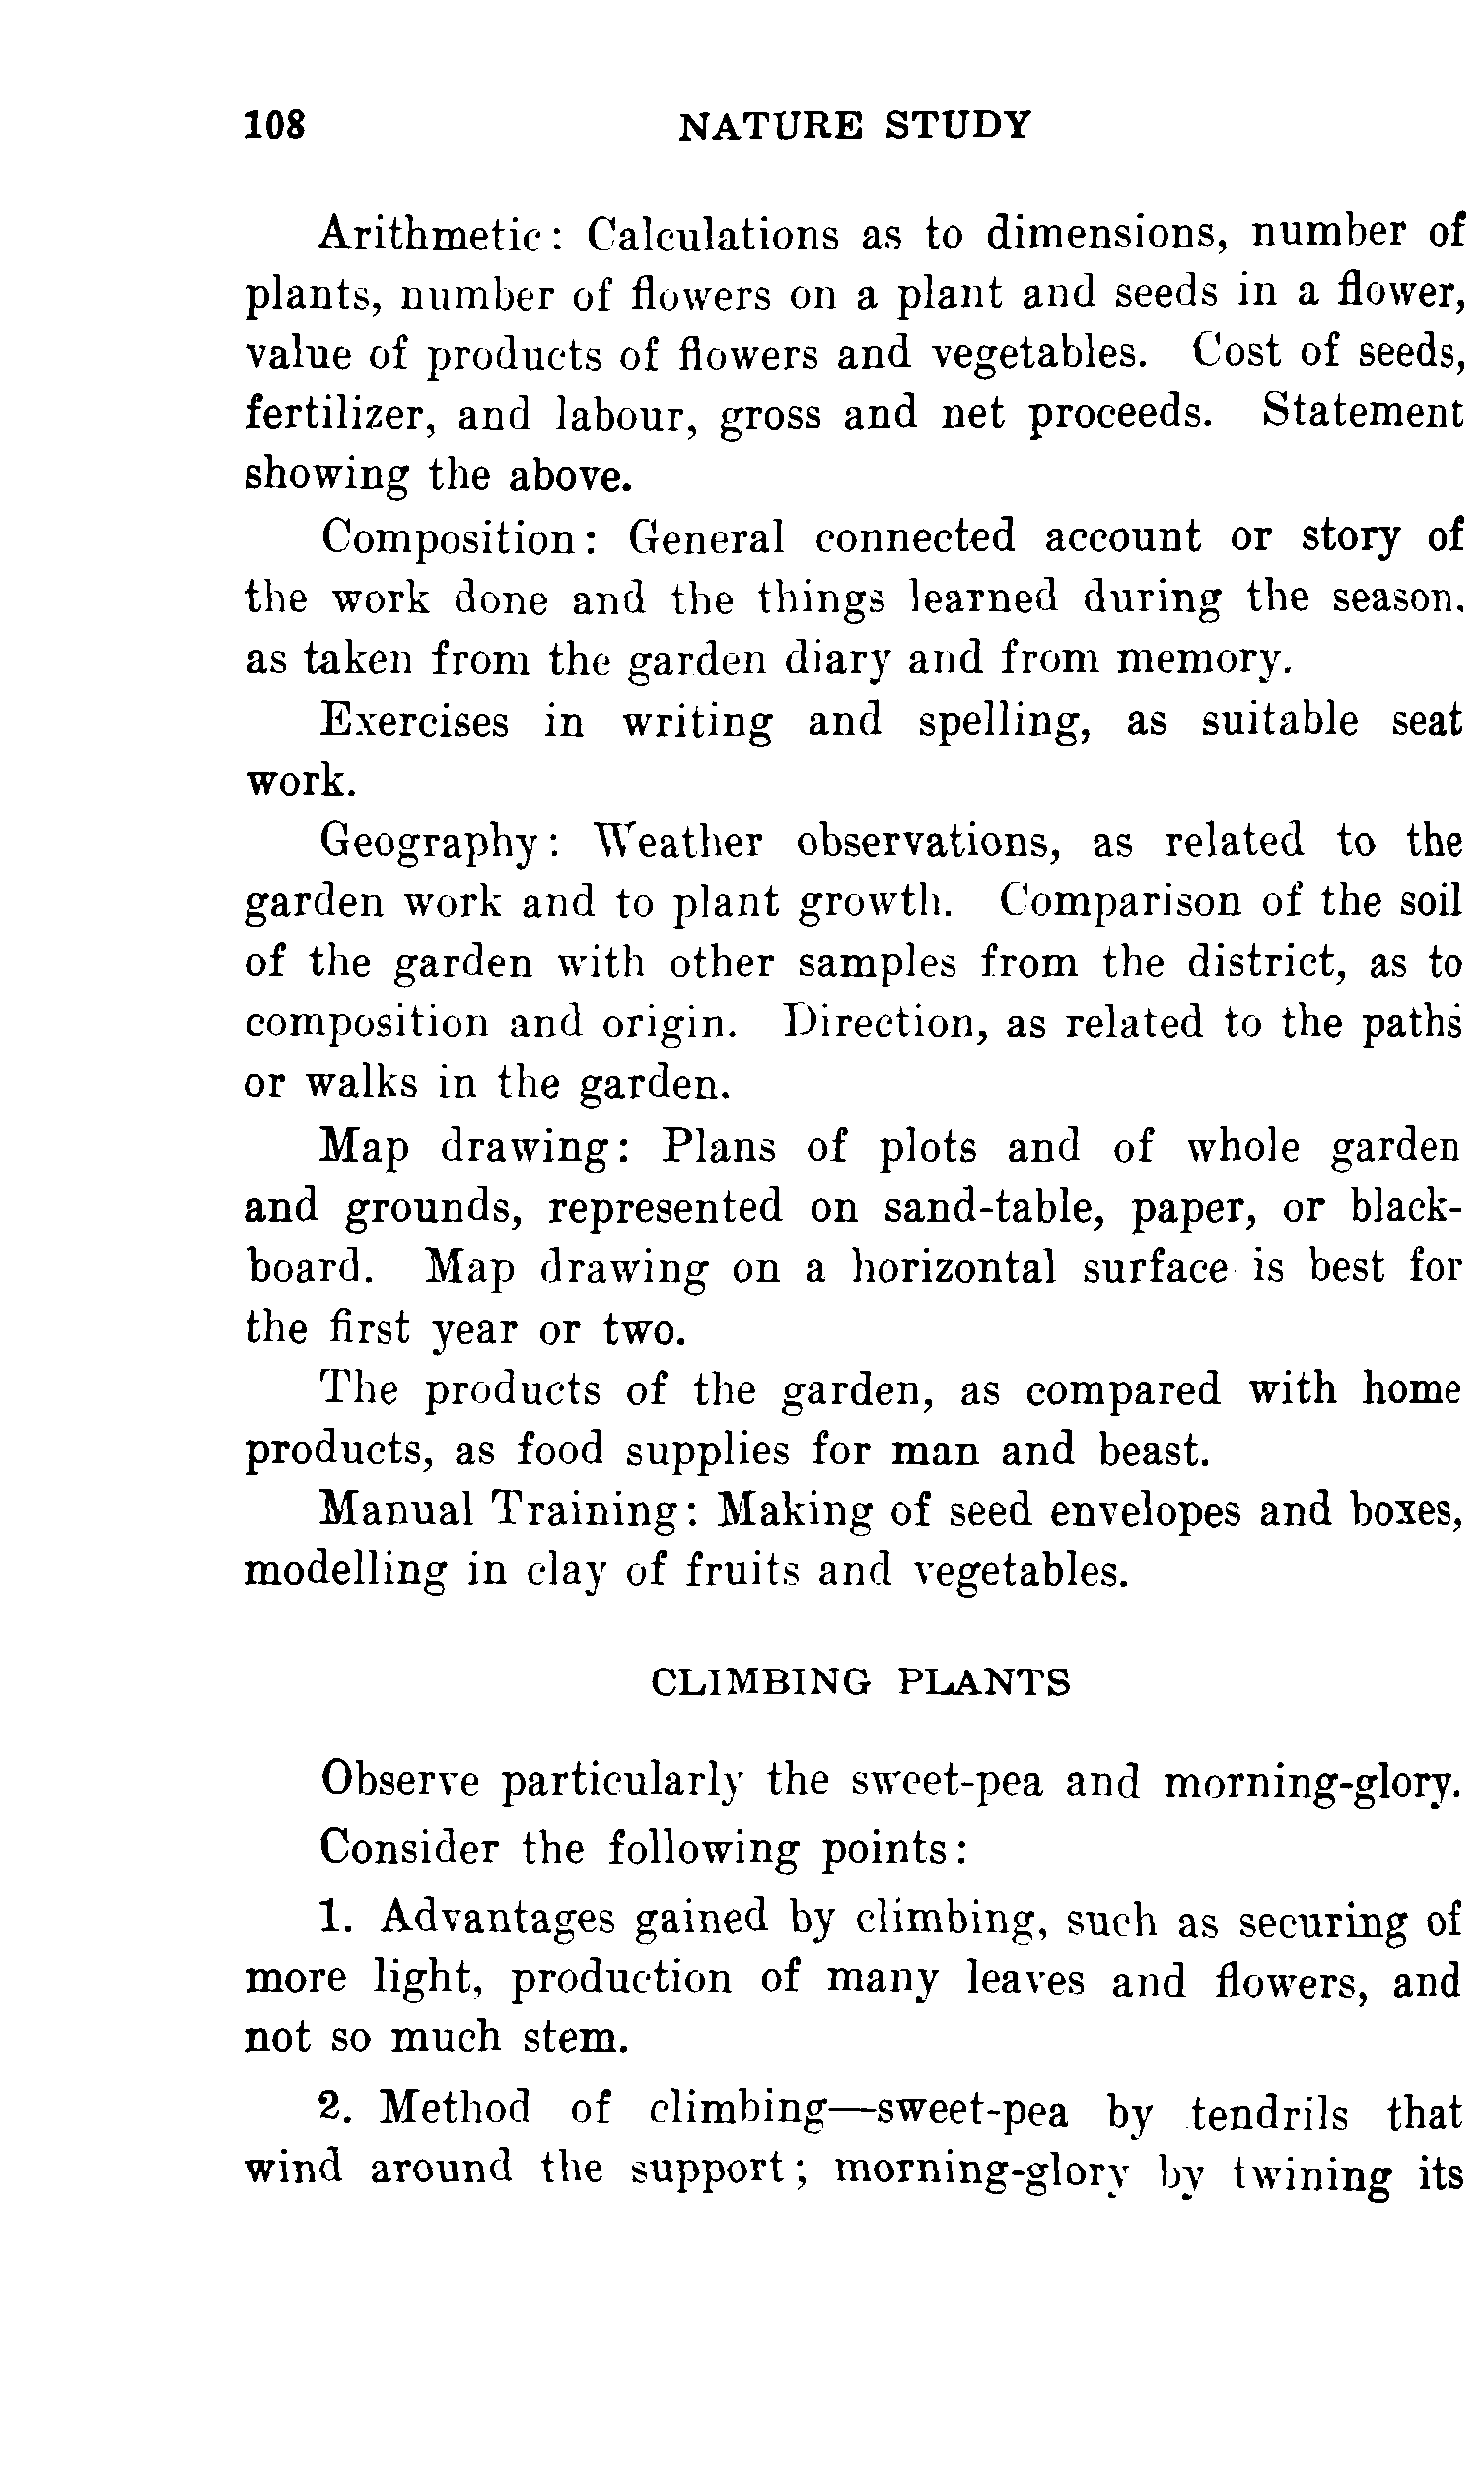 108 NATURE STUDY
Arithmetic: Calculations as to dimensions, number of
plants, number of flowers on a plant and seeds in a flower,
value of products of flowers and vegetables. Cost of seeds,
fertilizer, and labour, gross and net proceeds. Statement
showing the above.
Composition: General connected account or story of
the work done and the things learned during the season.
as taken from the garden diary and from memory.
Exercises in writing and spelling, as suitable seat
work.
Geography: Weather observations, as related to the
garden work and to plant growth. Comparison of the soil
of the garden with other samples from the district, as to
composition and origin. Direction, as related to the paths
or walks in the garden.
Map drawing: Plans of plots and of whole garden
and grounds, represented on sand-table, paper, or black-
board. Map drawing on a horizontal surface is best for
the first year or two.
The products of the garden, as compared with home
products, as food supplies for man and beast.
Manual Training: Making of seed envelopes and boxes,
modelling in clay of fruits and vegetables.
CLIMBING PLANTS
Observe particularly the sweet-pea and morning-glory.
Consider the following points:
1. Advantages gained by climbing, such as securing of
more light, production of many leaves and flowers, and
not so much stem.
2. Method of climbing—sweet-pea by tendrils that
wind around the support; morning-glory by twining its